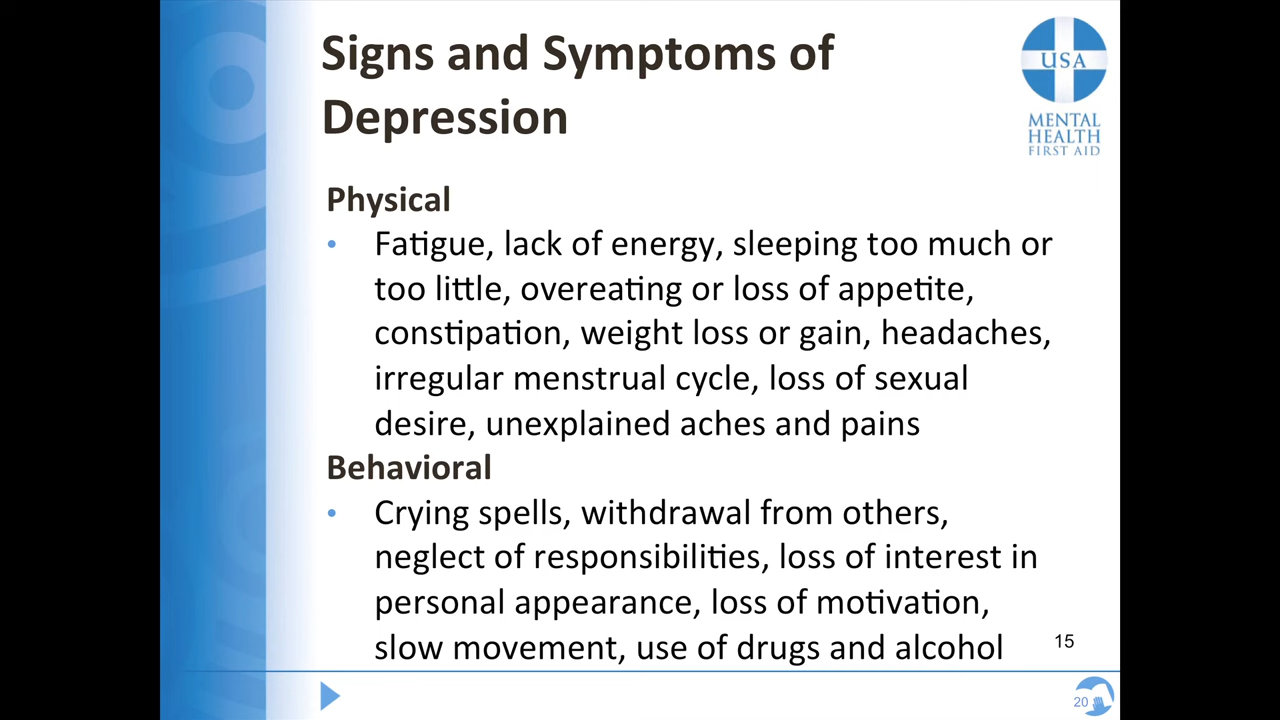 Signs and Symptoms of
Depression
USA
MENTAL
HEALTH
FIRST AID
Physical
• Fatigue, lack of energy, sleeping too much or
too little, overeating or loss of appetite,
constipation, weight loss or gain, headaches,
irregular menstrual cycle, loss of sexual
desire, unexplained aches and pains
Behavioral
• Crying spells, withdrawal from others,
neglect of responsibilities, loss of interest in
personal appearance, loss of motivation,
slow movement, use of drugs and alcohol
15
20